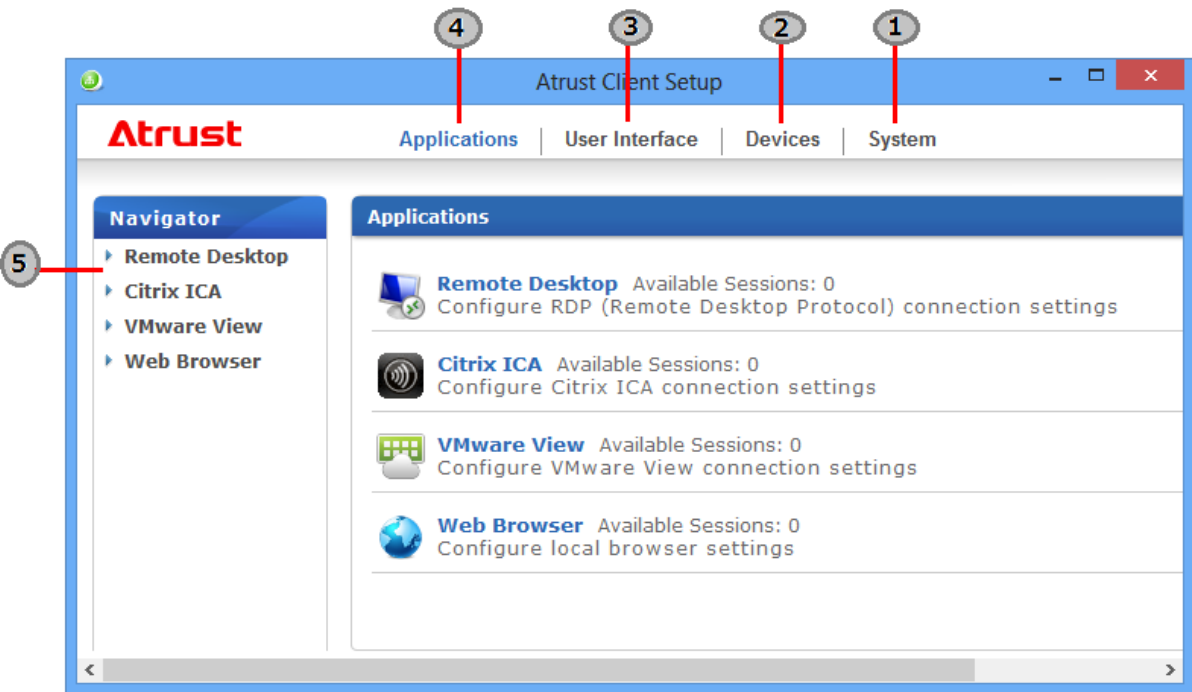 4 3 2 1
Atrust Client Setup
Atrust
Applications User Interface Devices System
Navigator
5
Remote Desktop
Citrix ICA
VMware View
Web Browser
Applications
Remote Desktop Available Sessions: 0
Configure RDP (Remote Desktop Protocol) connection settings
Citrix ICA Available Sessions: 0
Configure Citrix ICA connection settings
VMware View Available Sessions: 0
Configure VMware View connection settings
Web Browser Available Sessions: 0
Configure local browser settings